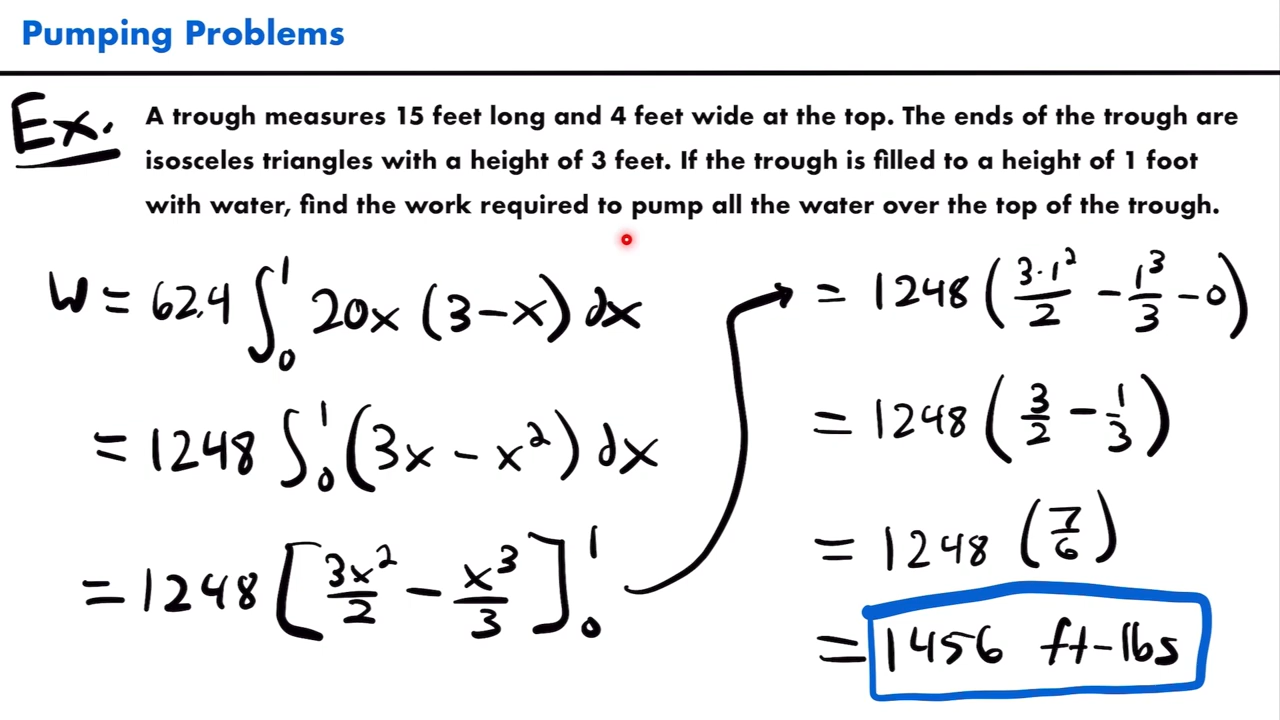 Pumping Problems
Ex. A trough measures 15 feet long and 4 feet wide at the top. The ends of the trough are
isosceles triangles with a height of 3 feet. If the trough is filled to a height of 1 foot
with water, find the work required to pump all the water over the top of the trough.
W = 62.4 ∫₀¹ 20x (3-x) dx
= 1248 ∫₀¹ (3x - x²) dx
= 1248 [3x²/2 - x³/3]₀¹
= 1248 (3·1²/2 - 1³/3 - 0)
= 1248 (3/2 - 1/3)
= 1248 (7/6)
= 1456 ft-lbs